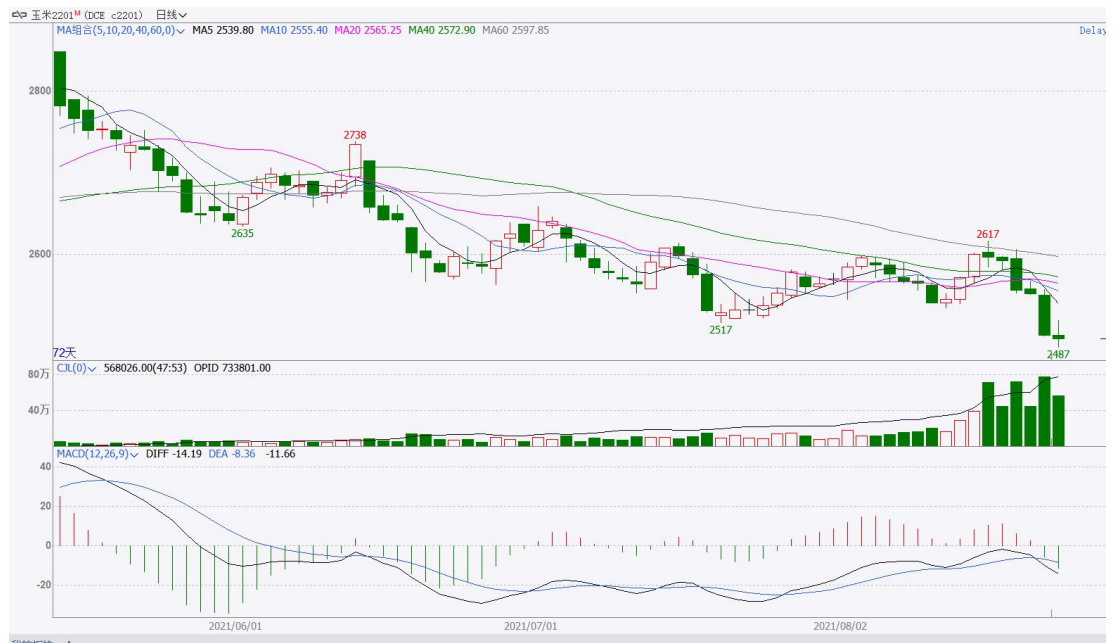 玉米2201ᴹ (DCE c2201) 日线
MA组合(5,10,20,40,60,0) MA5 2539.80 MA10 2555.40 MA20 2565.25 MA40 2572.90 MA60 2597.85 Delay
2800
2738
2635
2617
2600
2517
2487
72天
CJL(0) 568026.00(47:53) OPID 733801.00
80万
40万
MACD(12,26,9) DIFF -14.19 DEA -8.36 -11.66
40
20
0
-20
2021/06/01 2021/07/01 2021/08/02